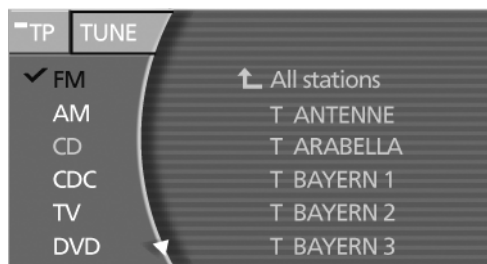 TP TUNE
FM
AM
CD
CDC
TV
DVD
All stations
T ANTENNE
T ARABELLA
T BAYERN 1
T BAYERN 2
T BAYERN 3